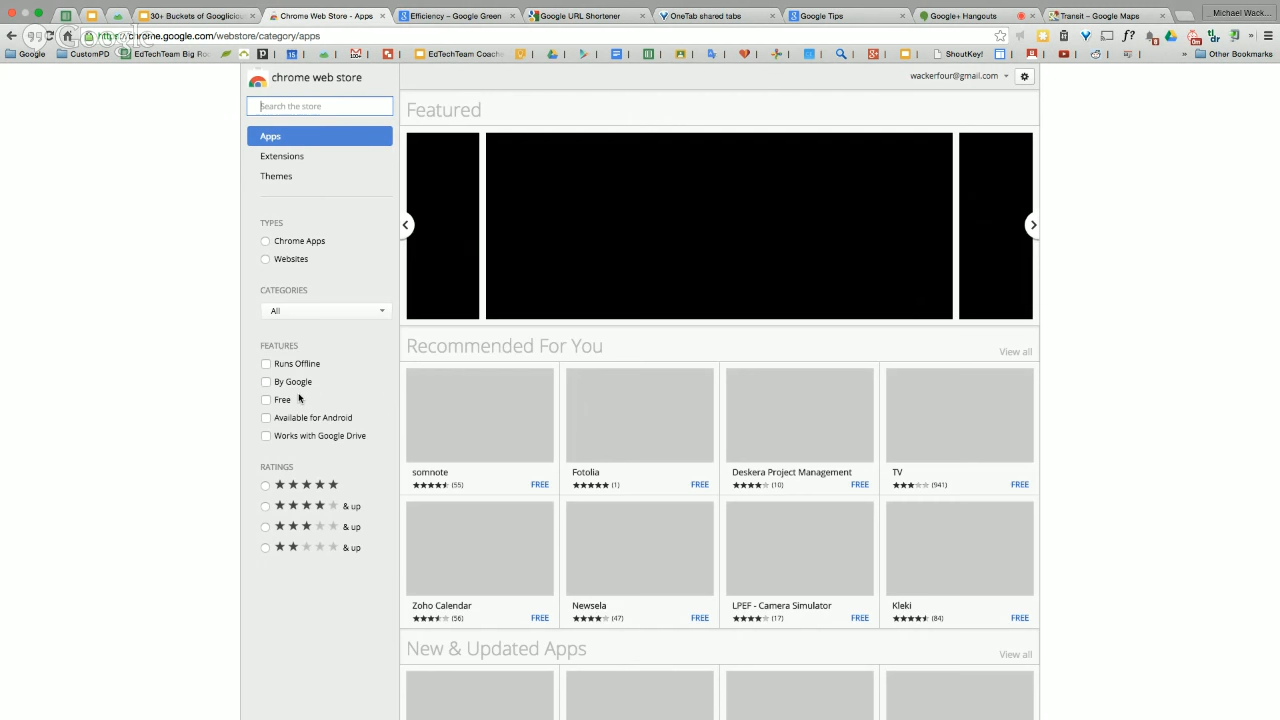 30+ Buckets of Googliciou
Chrome Web Store - Apps
Efficiency – Google Green
Google URL Shortener
OneTab shared tabs
Google Tips
Google+ Hangouts
Transit – Google Maps
Michael Wack...
chrome.google.com/webstore/category/apps
Google
CustomPD
EdTechTeam Big Ro
EdTechTeam Coach
ShoutKey!
Other Bookmarks
chrome web store
wackerfour@gmail.com
Search the store
Featured
Apps
Extensions
Themes
TYPES
Chrome Apps
Websites
CATEGORIES
All
FEATURES
Runs Offline
By Google
Free
Available for Android
Works with Google Drive
RATINGS
& up
& up
& up
Recommended For You
View all
somnote
(55) FREE
Fotolia
(1) FREE
Deskera Project Management
(10) FREE
TV
(941) FREE
Zoho Calendar
(56) FREE
Newsela
(47) FREE
LPEF - Camera Simulator
(17) FREE
Kleki
(84) FREE
New & Updated Apps
View all